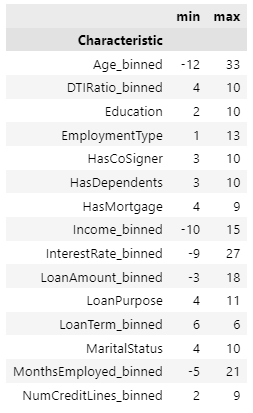 min max
Characteristic
Age_binned -12 33
DTIRatio_binned 4 10
Education 2 10
EmploymentType 1 13
HasCoSigner 3 10
HasDependents 3 10
HasMortgage 4 9
Income_binned -10 15
InterestRate_binned -9 27
LoanAmount_binned -3 18
LoanPurpose 4 11
LoanTerm_binned 6 6
MaritalStatus 4 10
MonthsEmployed_binned -5 21
NumCreditLines_binned 2 9